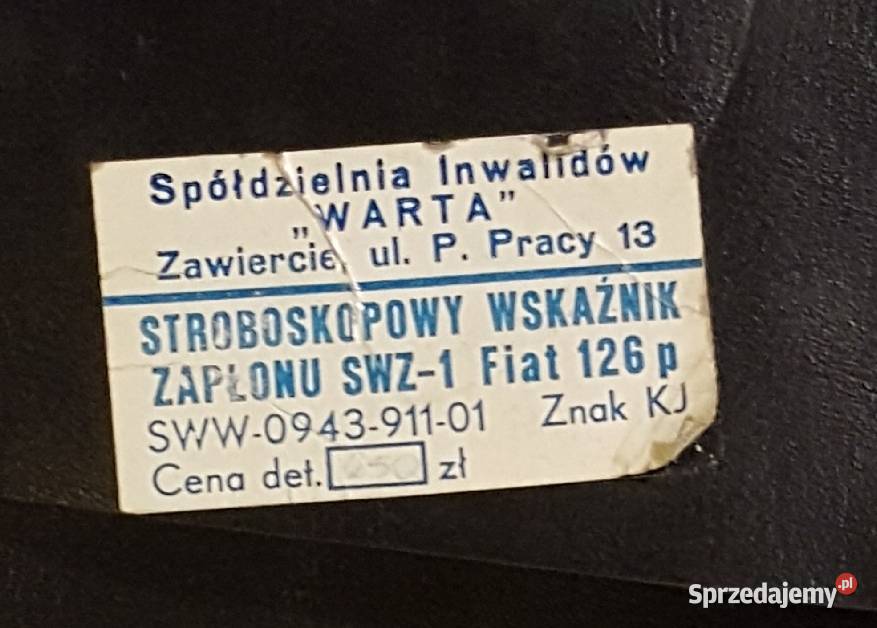 Spółdzielnia Inwalidów
„WARTA”
Zawiercie, ul. P. Pracy 13
STROBOSKOPOWY WSKAŹNIK
ZAPŁONU SWZ-1 Fiat 126 p
SWW-0943-911-01 Znak KJ
Cena det. zł
Sprzedajemy.pl